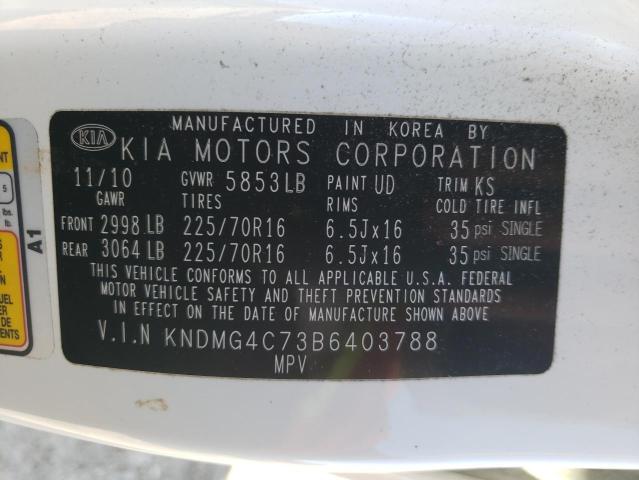 KIA
MANUFACTURED IN KOREA BY
KIA MOTORS CORPORATION
11/10 GVWR 5853LB PAINT UD TRIM KS
GAWR TIRES RIMS COLD TIRE INFL
FRONT 2998 LB 225/70R16 6.5Jx16 35 psi SINGLE
REAR 3064 LB 225/70R16 6.5Jx16 35 psi SINGLE
THIS VEHICLE CONFORMS TO ALL APPLICABLE U.S.A. FEDERAL
MOTOR VEHICLE SAFETY AND THEFT PREVENTION STANDARDS
IN EFFECT ON THE DATE OF MANUFACTURE SHOWN ABOVE
V.I.N KNDMG4C73B6403788
MPV
A1
5
lbs.